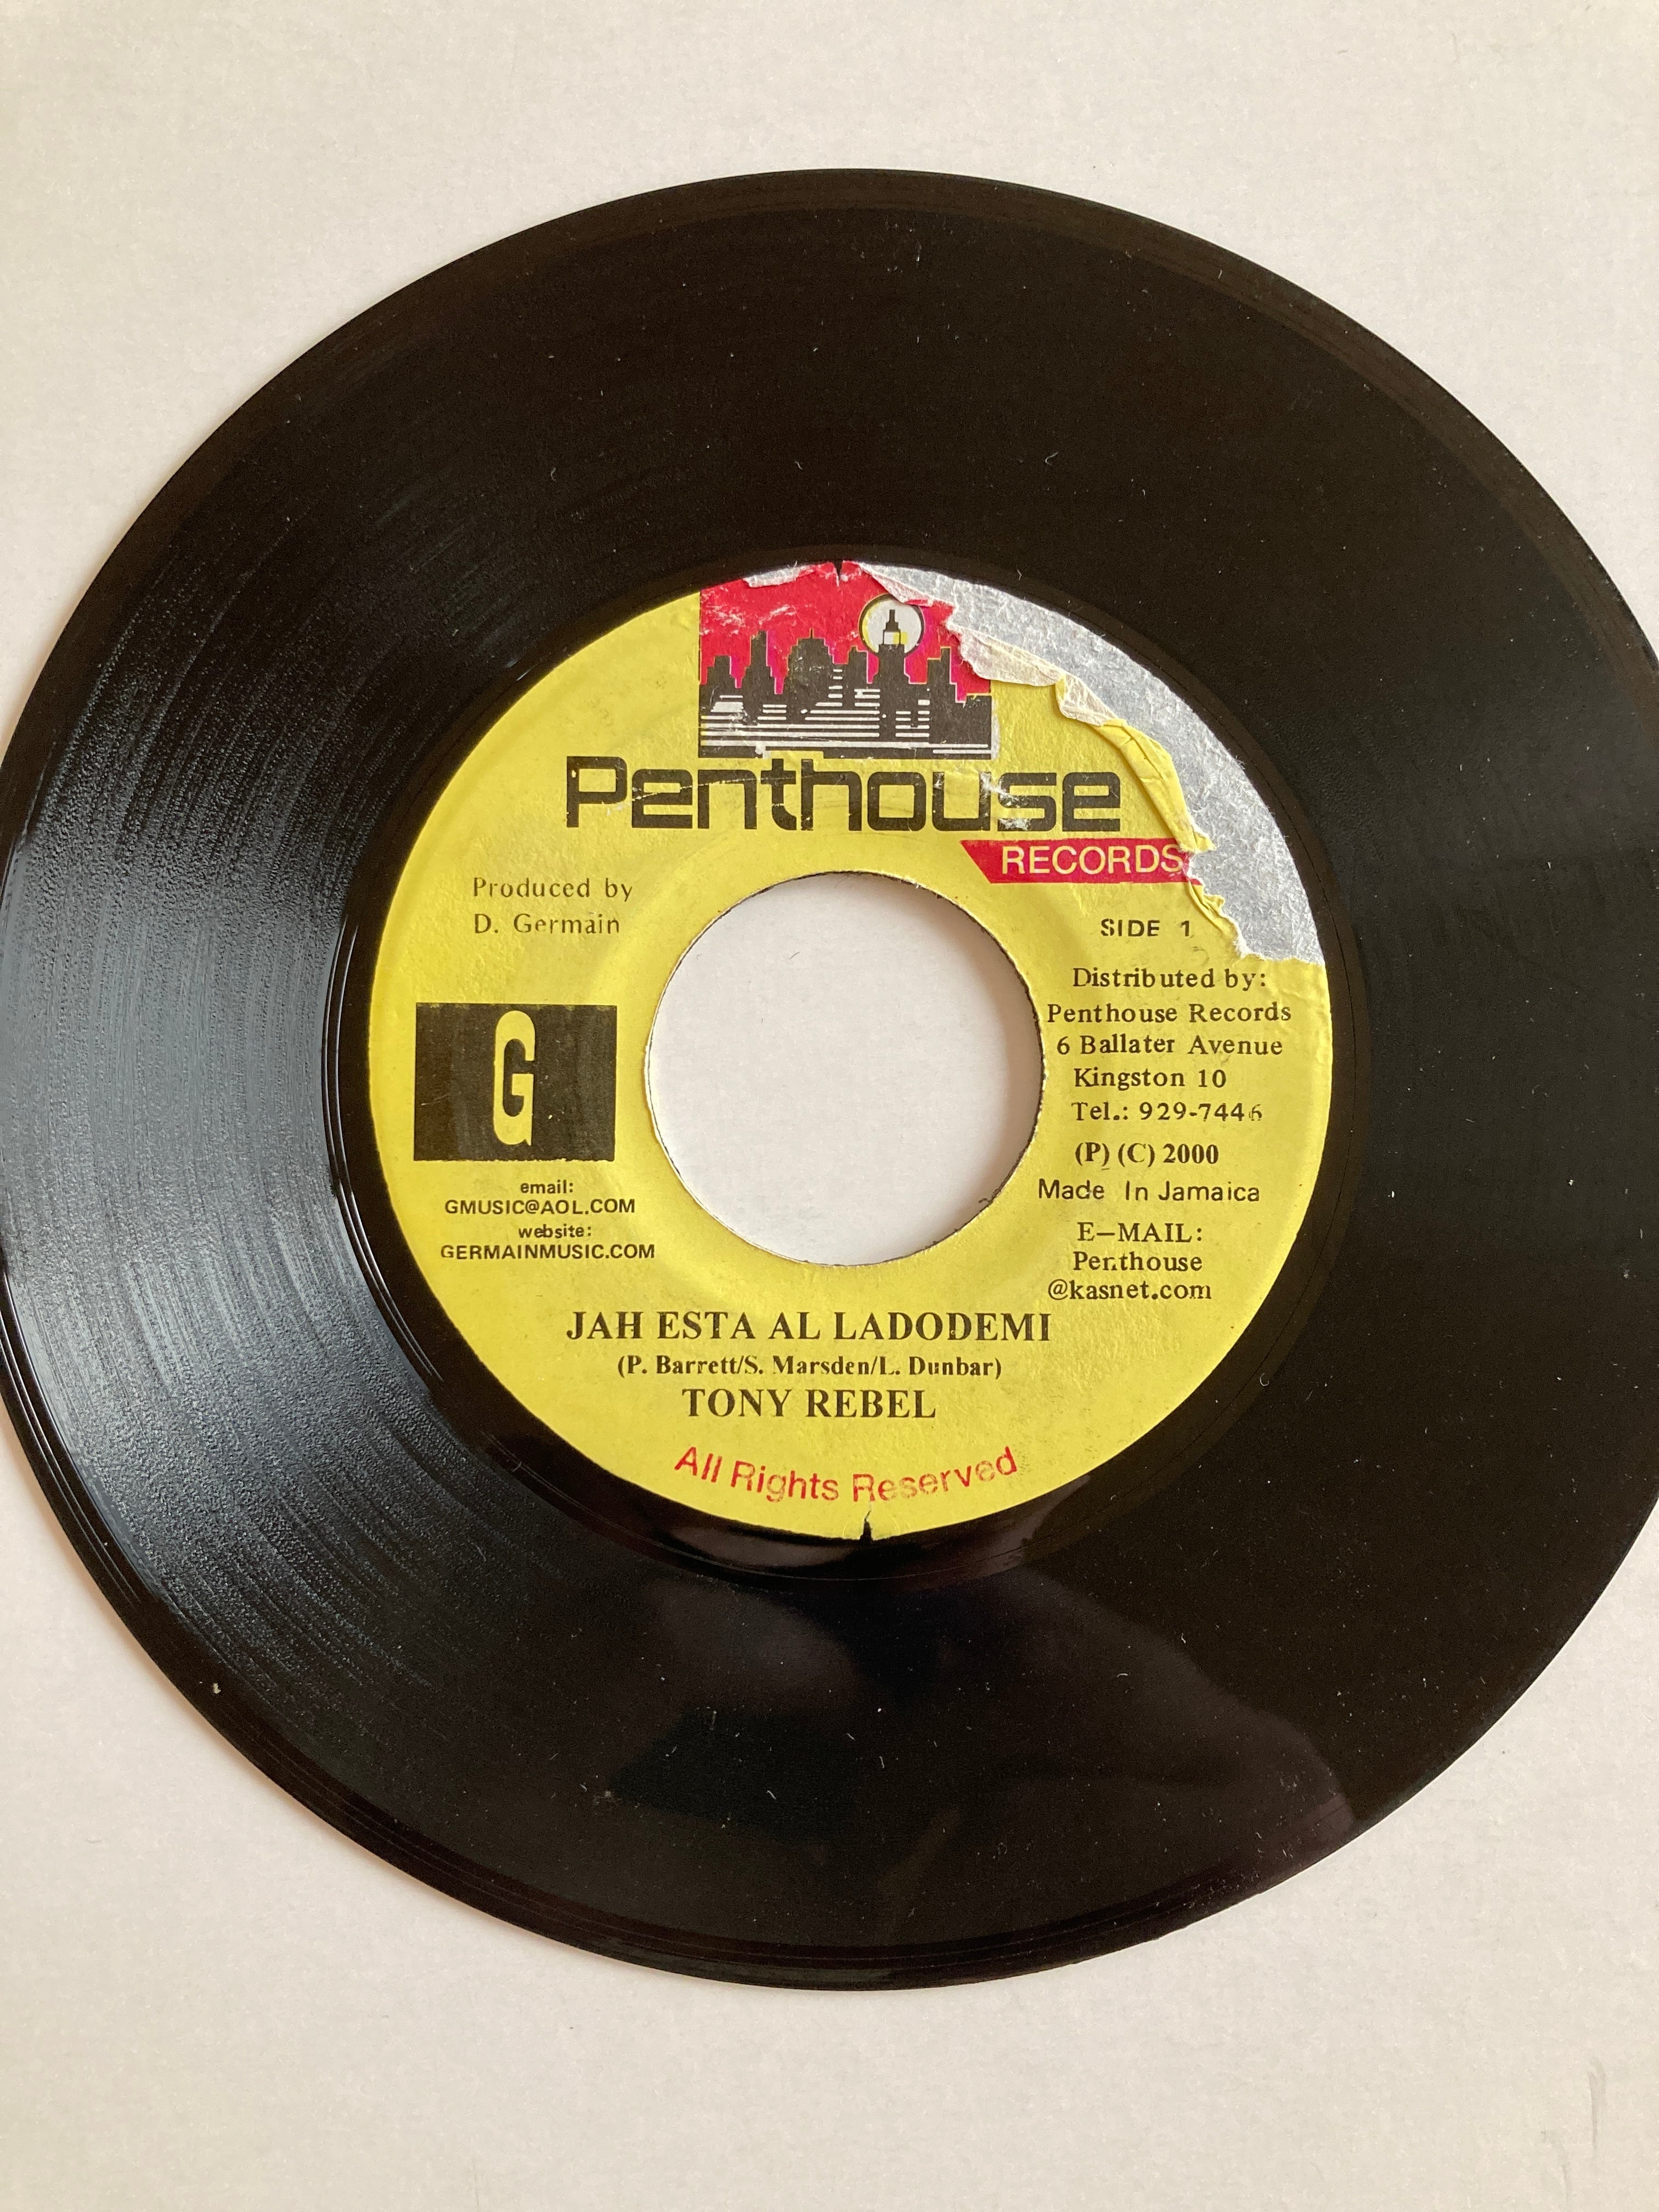 Penthouse
RECORDS
Produced by
D. Germain
SIDE 1
Distributed by:
Penthouse Records
6 Ballater Avenue
Kingston 10
Tel.: 929-7446
(P) (C) 2000
Made In Jamaica
E-MAIL:
Penthouse
@kasnet.com
G
email:
GMUSIC@AOL.COM
website:
GERMAINMUSIC.COM
JAH ESTA AL LADODEMI
(P. Barrett/S. Marsden/L. Dunbar)
TONY REBEL
All Rights Reserved